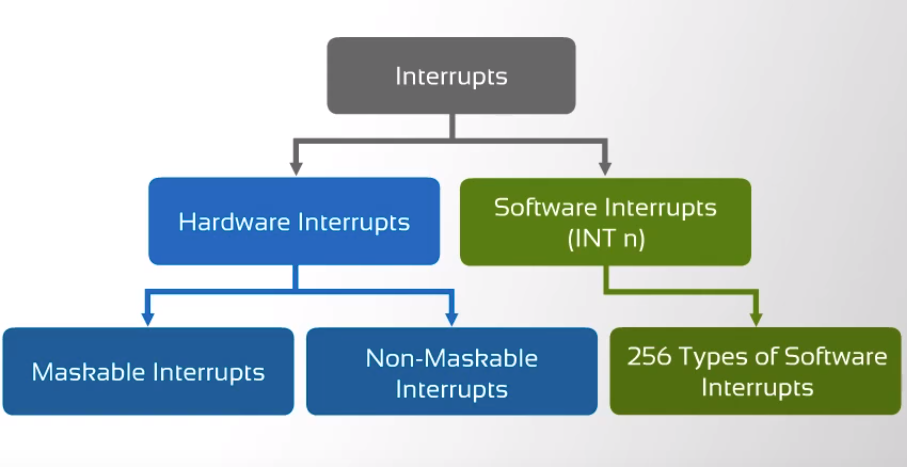 Interrupts
Hardware Interrupts
Software Interrupts
(INT n)
Maskable Interrupts
Non-Maskable
Interrupts
256 Types of Software
Interrupts